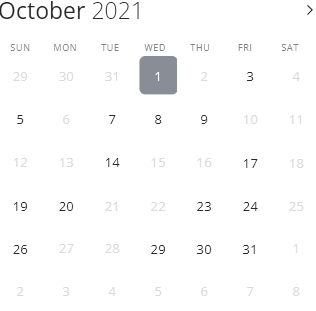 October 2021
SUN MON TUE WED THU FRI SAT
29 30 31 1 2 3 4
5 6 7 8 9 10 11
12 13 14 15 16 17 18
19 20 21 22 23 24 25
26 27 28 29 30 31 1
2 3 4 5 6 7 8